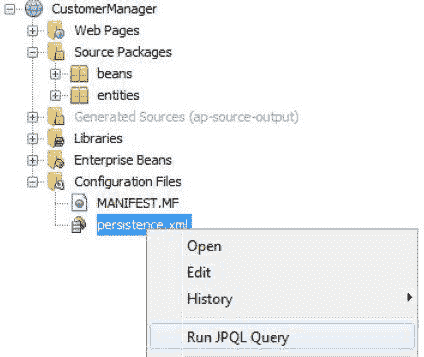 CustomerManager
Web Pages
Source Packages
beans
entities
Generated Sources (ap-source-output)
Libraries
Enterprise Beans
Configuration Files
MANIFEST.MF
persistence.xml
Open
Edit
History
Run JPQL Query